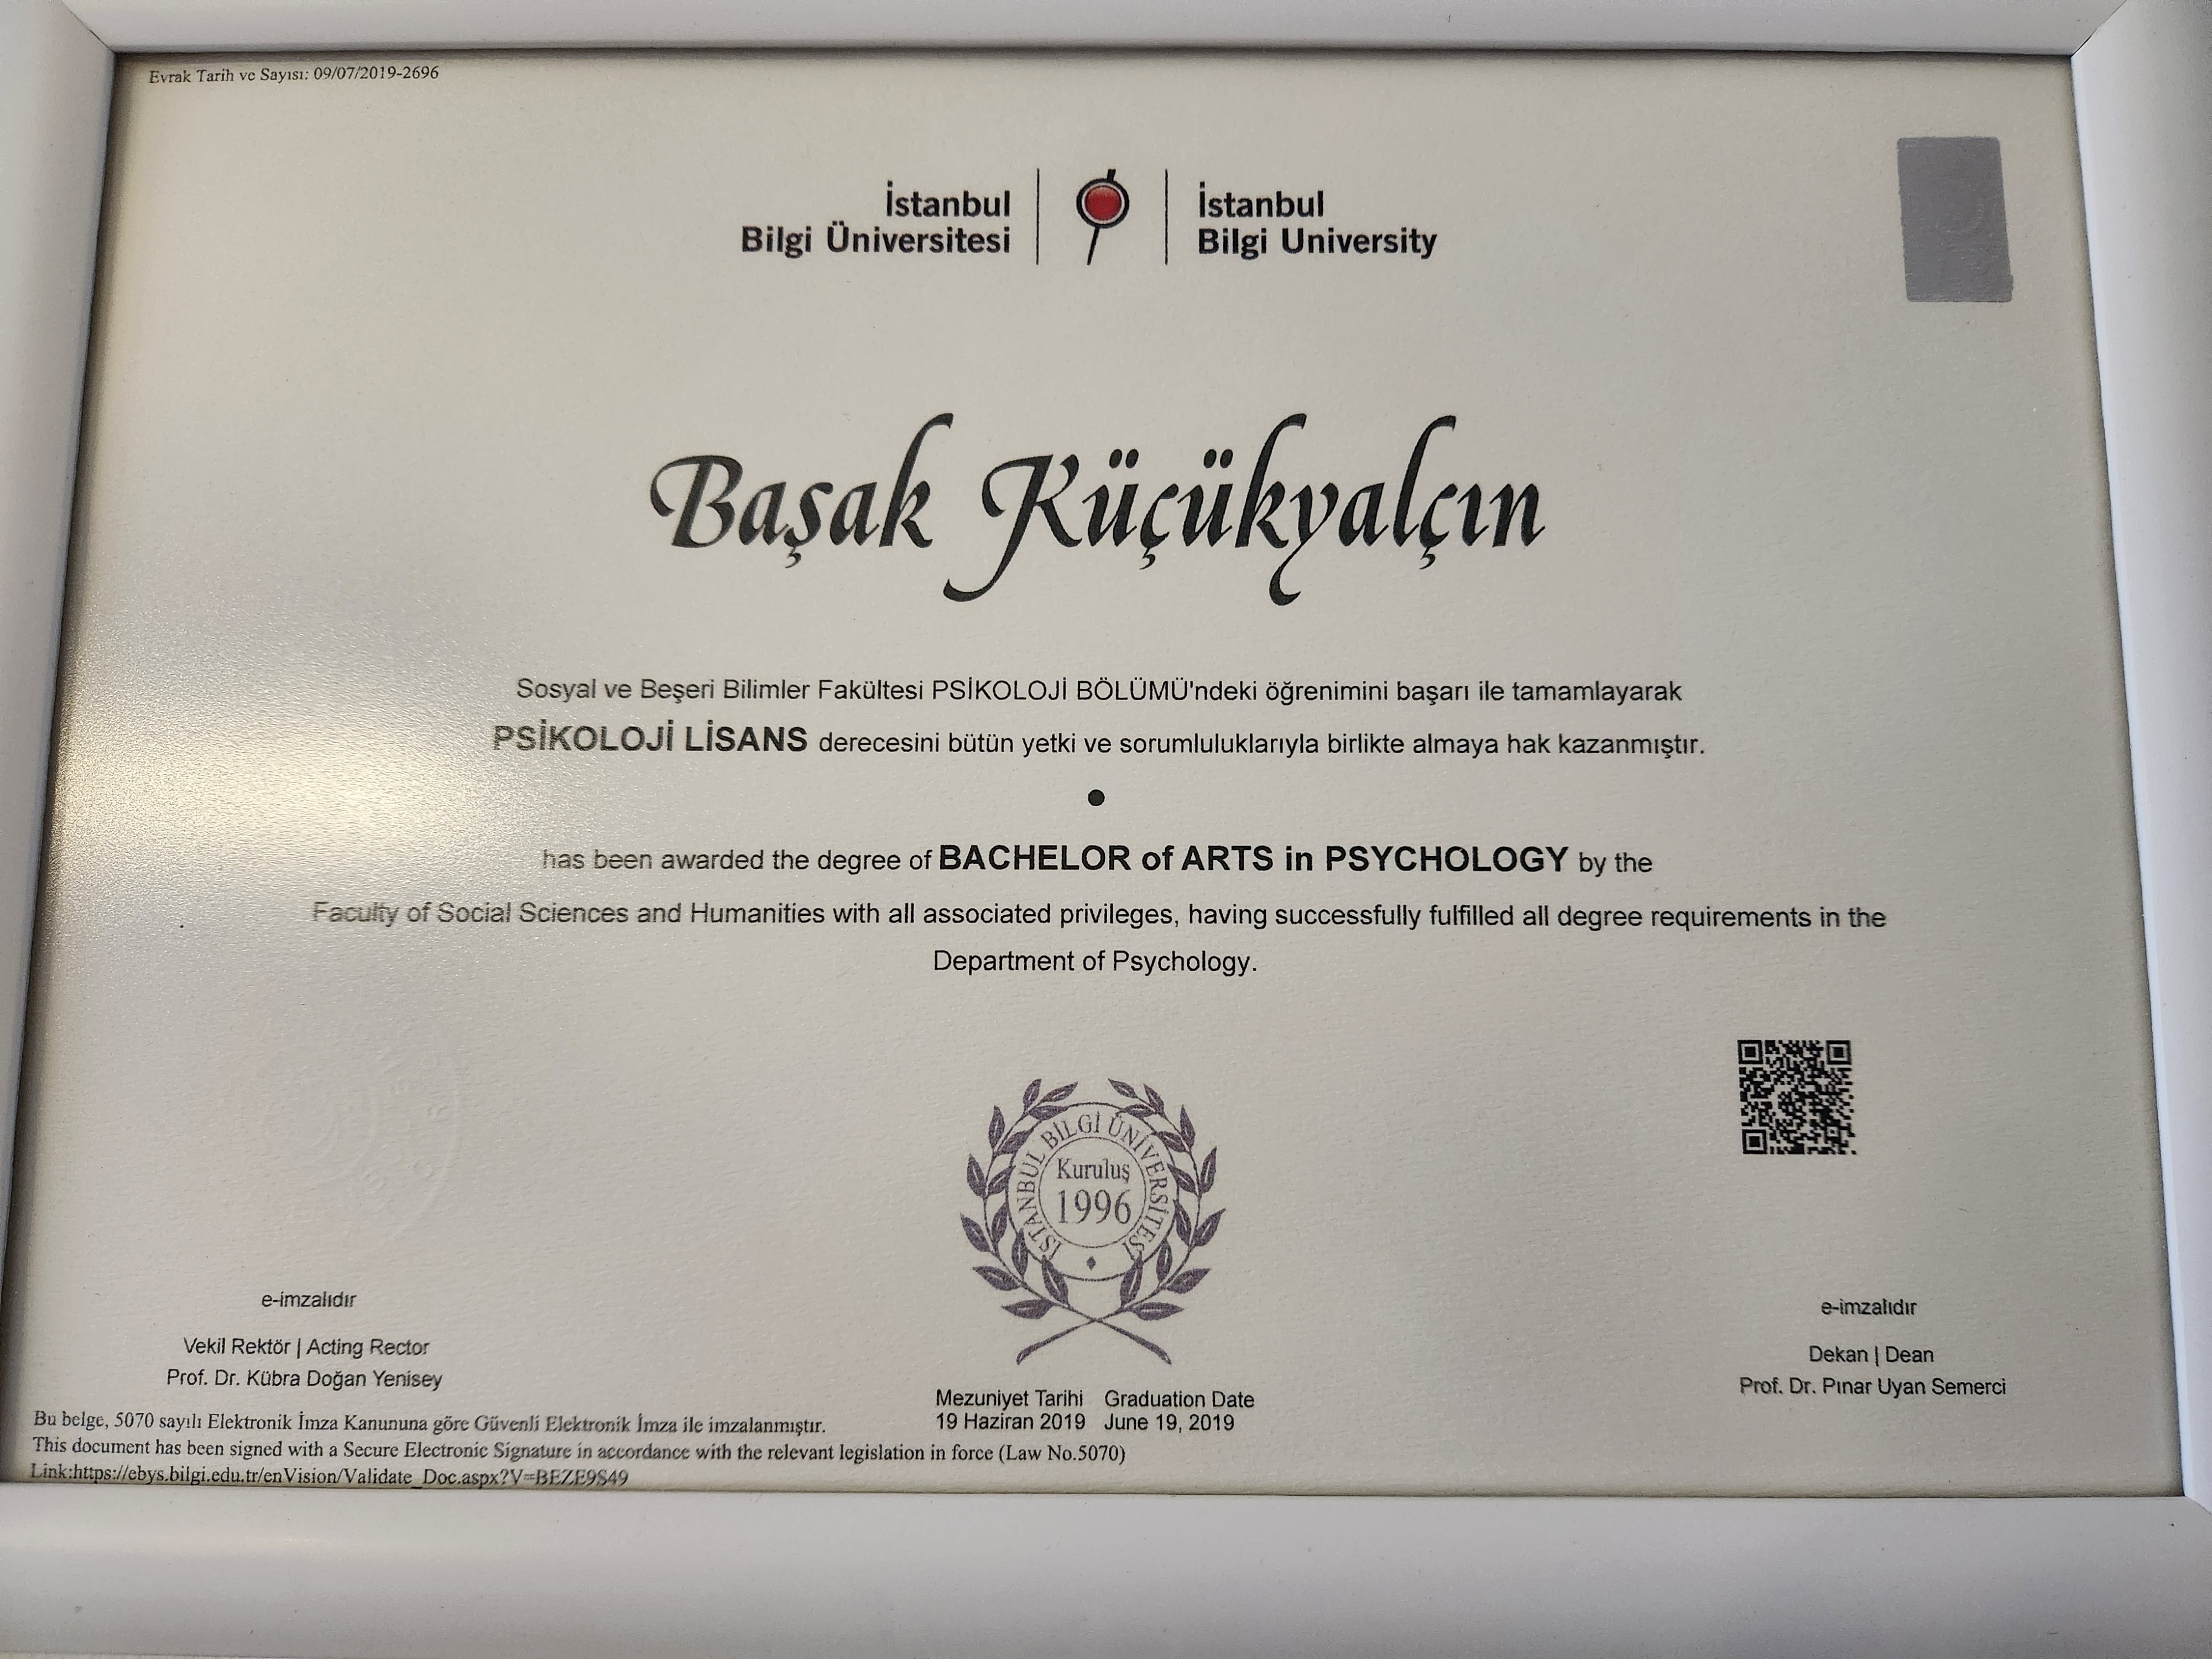 Evrak Tarih ve Sayısı: 09/07/2019-2696
İstanbul
Bilgi Üniversitesi
İstanbul
Bilgi University
Başak Küçükyalçın
Sosyal ve Beşeri Bilimler Fakültesi PSİKOLOJİ BÖLÜMÜ'ndeki öğrenimini başarı ile tamamlayarak
PSİKOLOJİ LİSANS derecesini bütün yetki ve sorumluluklarıyla birlikte almaya hak kazanmıştır.
has been awarded the degree of BACHELOR of ARTS in PSYCHOLOGY by the
Faculty of Social Sciences and Humanities with all associated privileges, having successfully fulfilled all degree requirements in the
Department of Psychology.
İSTANBUL BİLGİ ÜNİVERSİTESİ
Kuruluş
1996
e-imzalıdır
Vekil Rektör | Acting Rector
Prof. Dr. Kübra Doğan Yenisey
e-imzalıdır
Dekan | Dean
Prof. Dr. Pınar Uyan Semerci
Mezuniyet Tarihi Graduation Date
19 Haziran 2019 June 19, 2019
Bu belge, 5070 sayılı Elektronik İmza Kanununa göre Güvenli Elektronik İmza ile imzalanmıştır.
This document has been signed with a Secure Electronic Signature in accordance with the relevant legislation in force (Law No.5070)
Link:https://ebys.bilgi.edu.tr/enVision/Validate_Doc.aspx?V=BEZE9S49